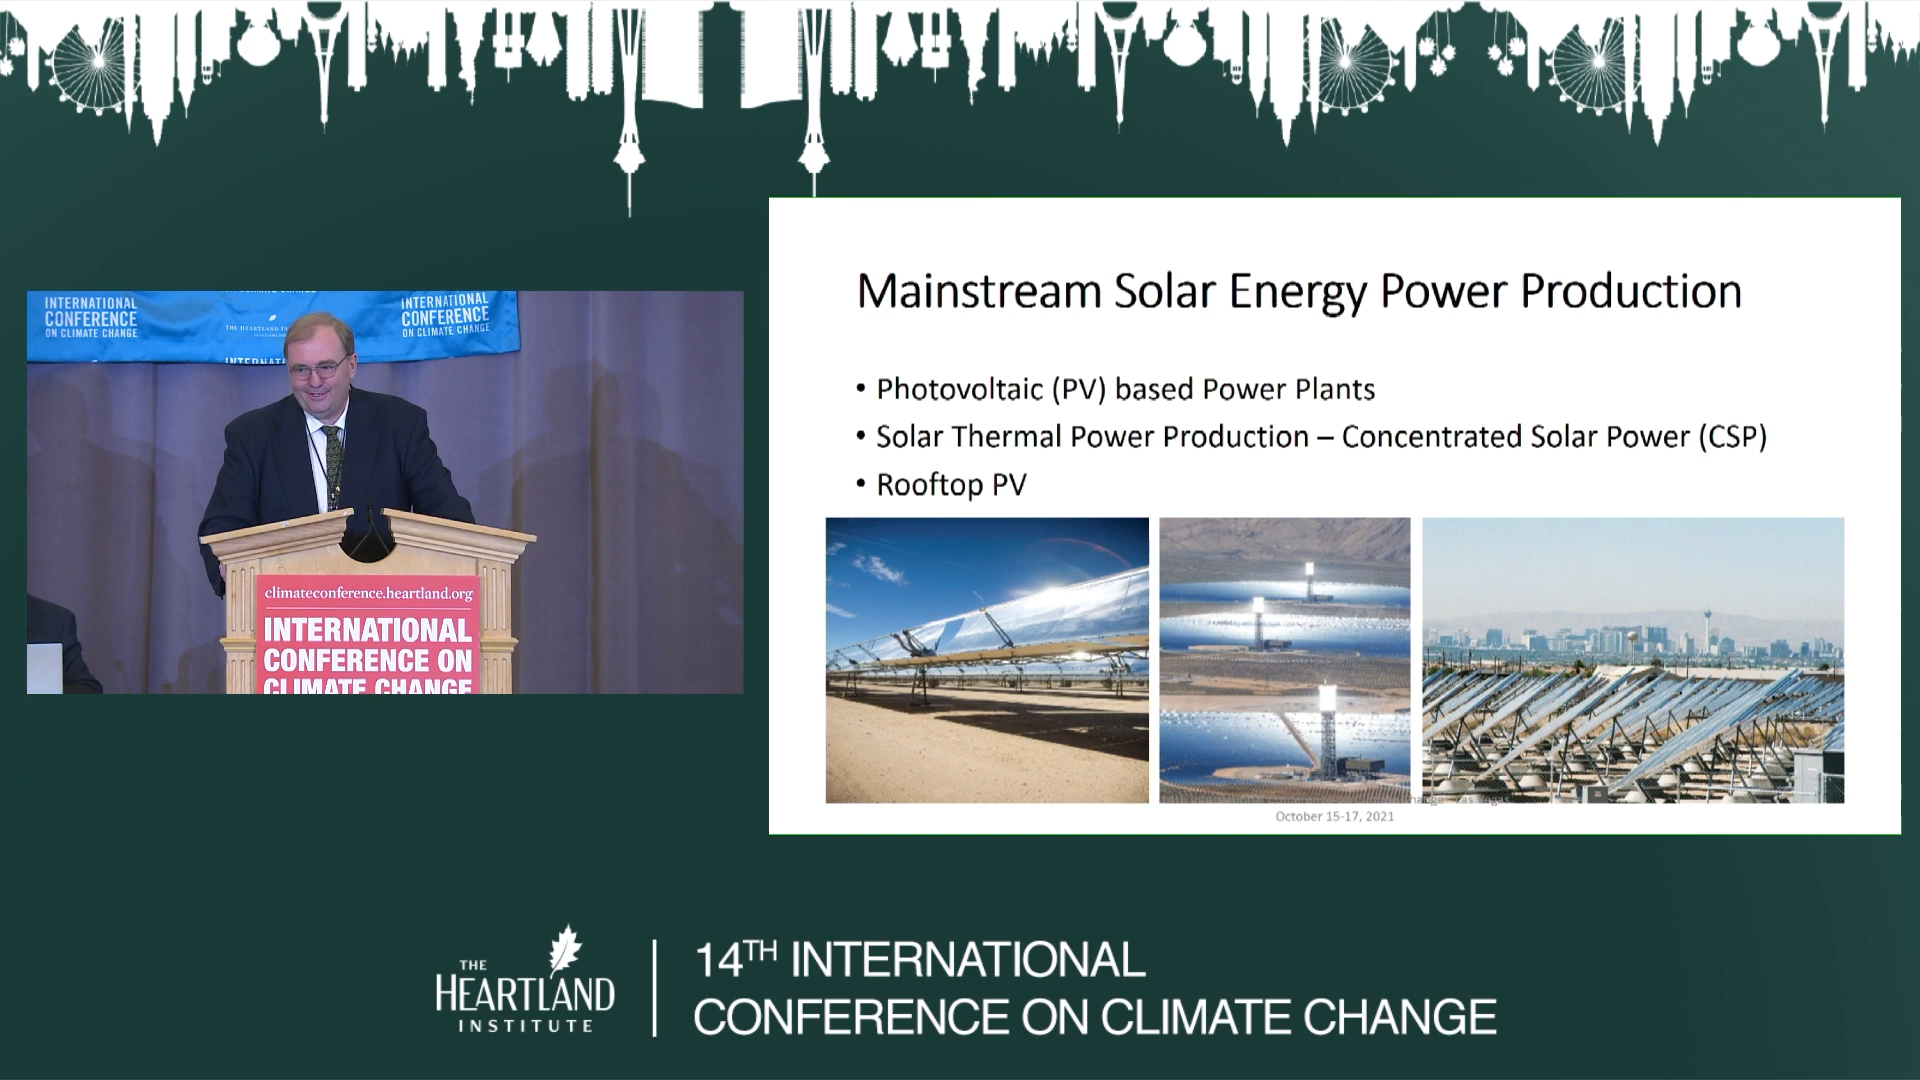 INTERNATIONAL
CONFERENCE
ON CLIMATE CHANGE
THE HEARTLAND
INTERNATIONAL
CONFERENCE
ON CLIMATE CHANGE
climateconference.heartland.org
INTERNATIONAL
CONFERENCE ON
CLIMATE CHANGE
Mainstream Solar Energy Power Production
• Photovoltaic (PV) based Power Plants
• Solar Thermal Power Production – Concentrated Solar Power (CSP)
• Rooftop PV
October 15-17, 2021
THE
HEARTLAND
INSTITUTE
14TH INTERNATIONAL
CONFERENCE ON CLIMATE CHANGE